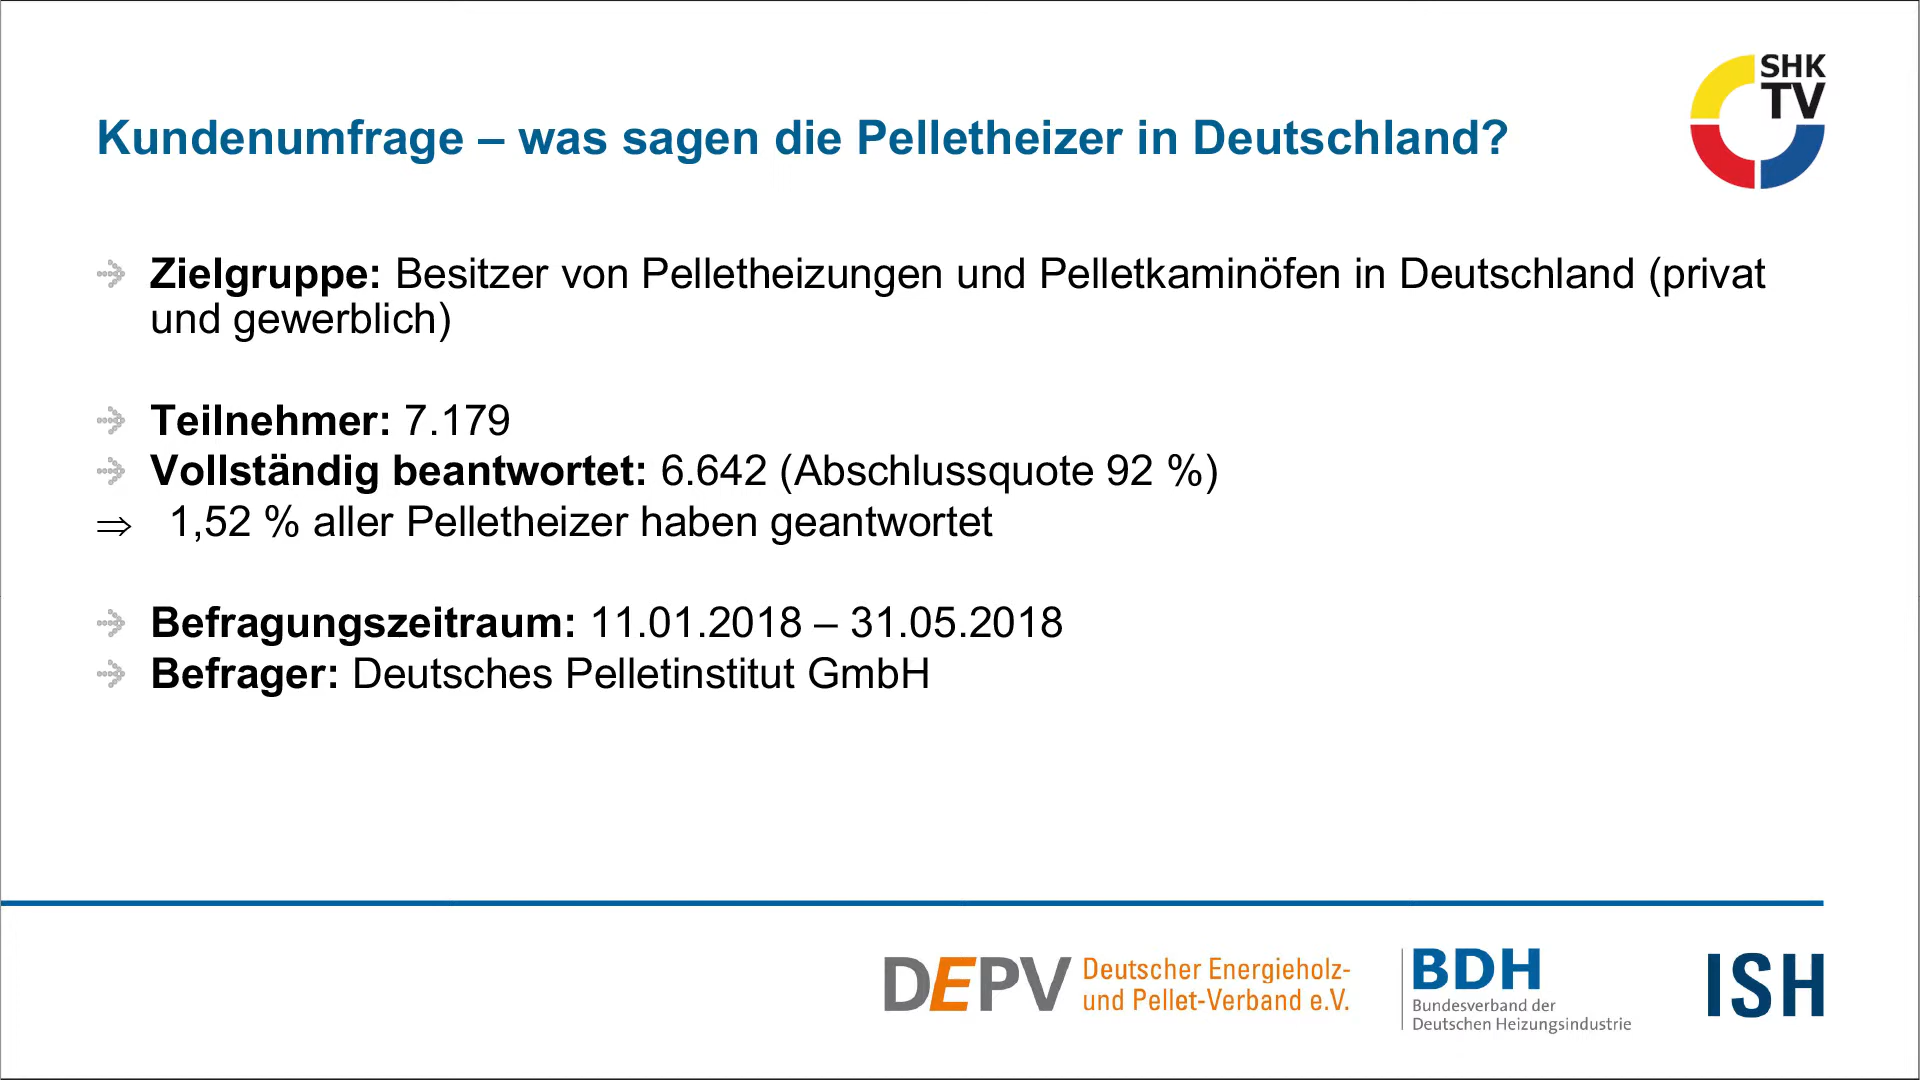 SHK
TV
Kundenumfrage – was sagen die Pelletheizer in Deutschland?
Zielgruppe: Besitzer von Pelletheizungen und Pelletkaminöfen in Deutschland (privat
und gewerblich)
Teilnehmer: 7.179
Vollständig beantwortet: 6.642 (Abschlussquote 92 %)
⇒ 1,52 % aller Pelletheizer haben geantwortet
Befragungszeitraum: 11.01.2018 – 31.05.2018
Befrager: Deutsches Pelletinstitut GmbH
DEPV Deutscher Energieholz-
und Pellet-Verband e.V.
BDH
Bundesverband der
Deutschen Heizungsindustrie
ISH